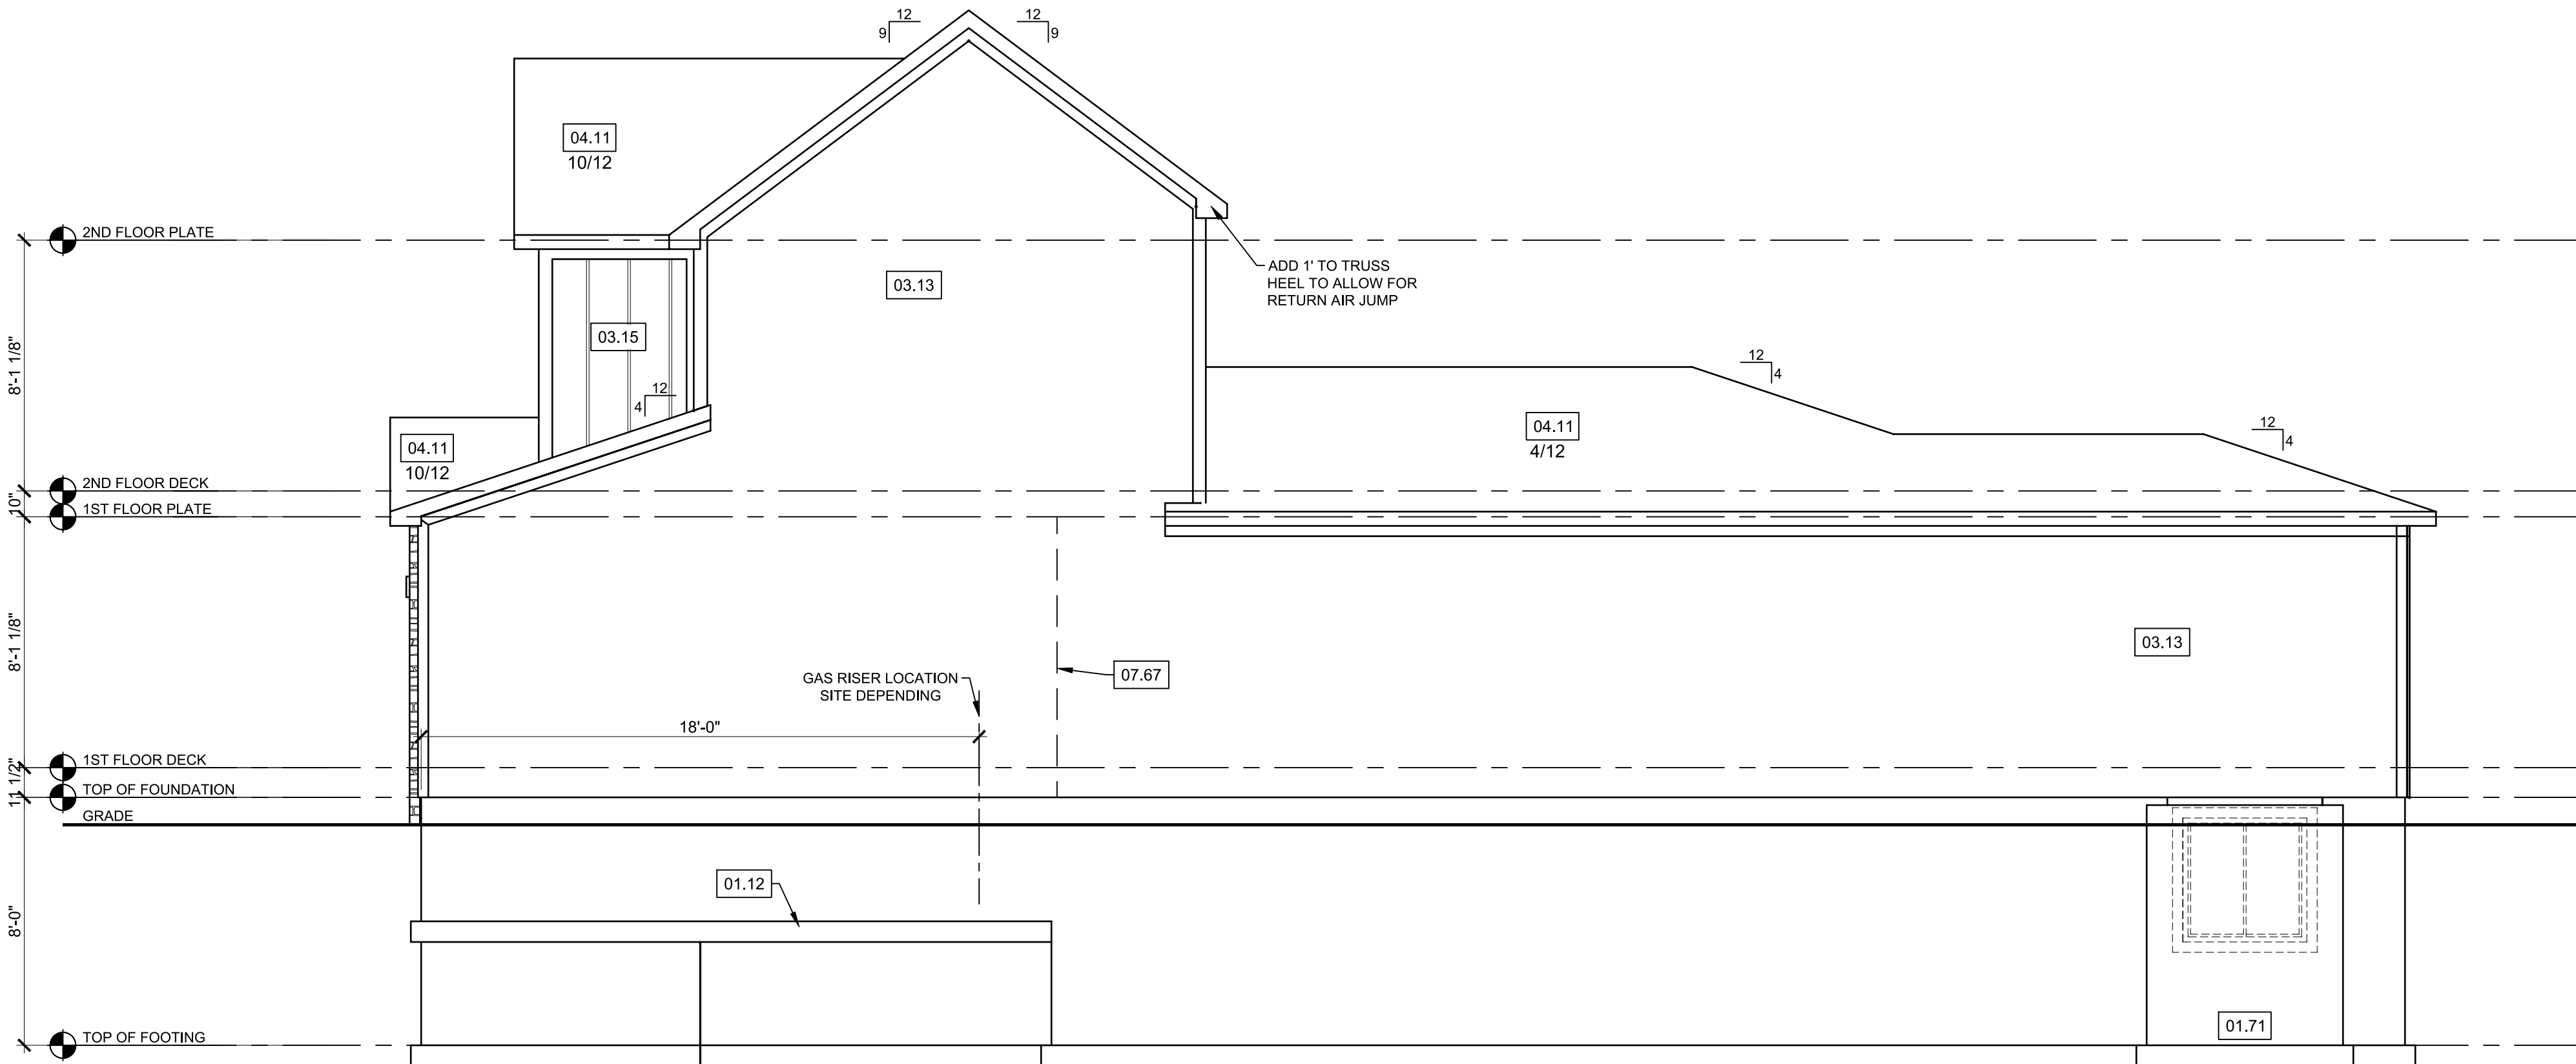 12
9
12
9
04.11
10/12
2ND FLOOR PLATE
03.13
ADD 1' TO TRUSS
HEEL TO ALLOW FOR
RETURN AIR JUMP
03.15
8'-1 1/8"
12
4
12
4
04.11
10/12
04.11
4/12
12
4
2ND FLOOR DECK
10"
1ST FLOOR PLATE
8'-1 1/8"
03.13
07.67
GAS RISER LOCATION
SITE DEPENDING
18'-0"
1ST FLOOR DECK
11 1/2"
TOP OF FOUNDATION
GRADE
01.12
8'-0"
01.71
TOP OF FOOTING